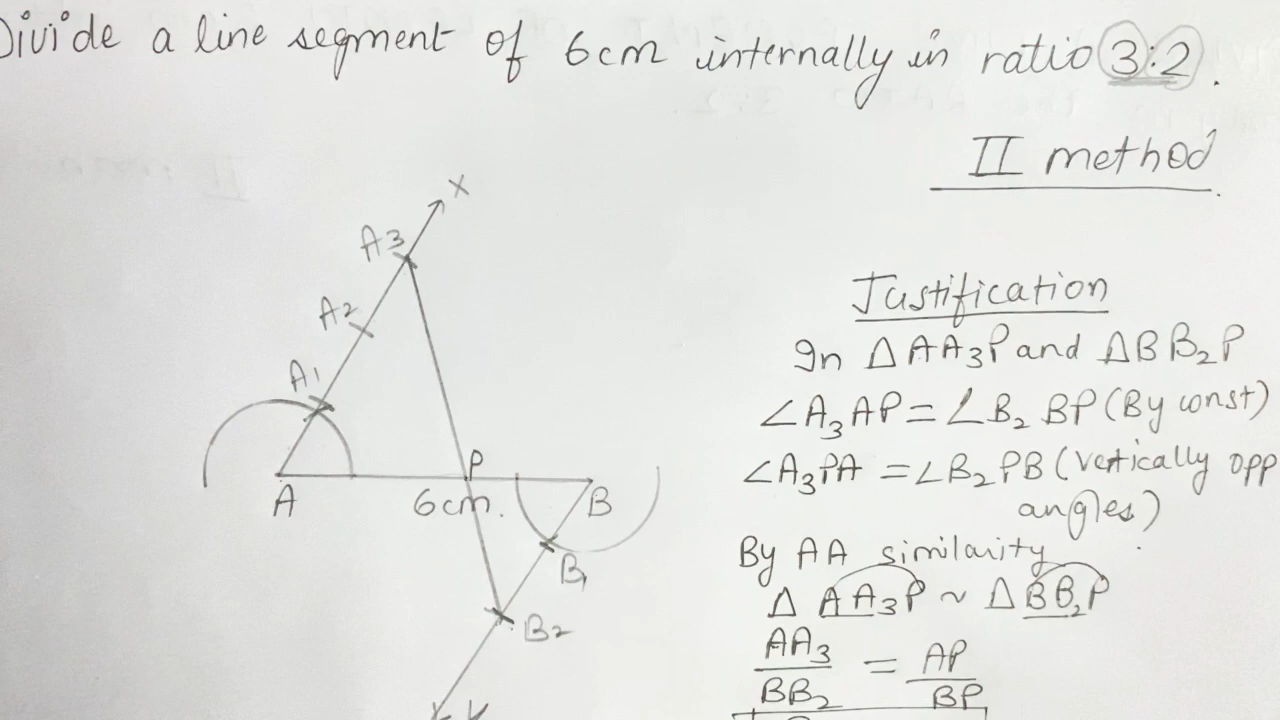 Divide a line segment of 6cm internally in ratio 3:2.
II method
X
A3
A2
A1
P
A
6cm.
B
B1
B2
Justification
In Δ AA₃P and ΔBB₂P
∠A₃AP = ∠B₂BP (By const)
∠A₃PA = ∠B₂PB (Vertically opp
angles)
By AA similarity
Δ AA₃P ~ ΔBB₂P
AA₃/BB₂ = AP/BP